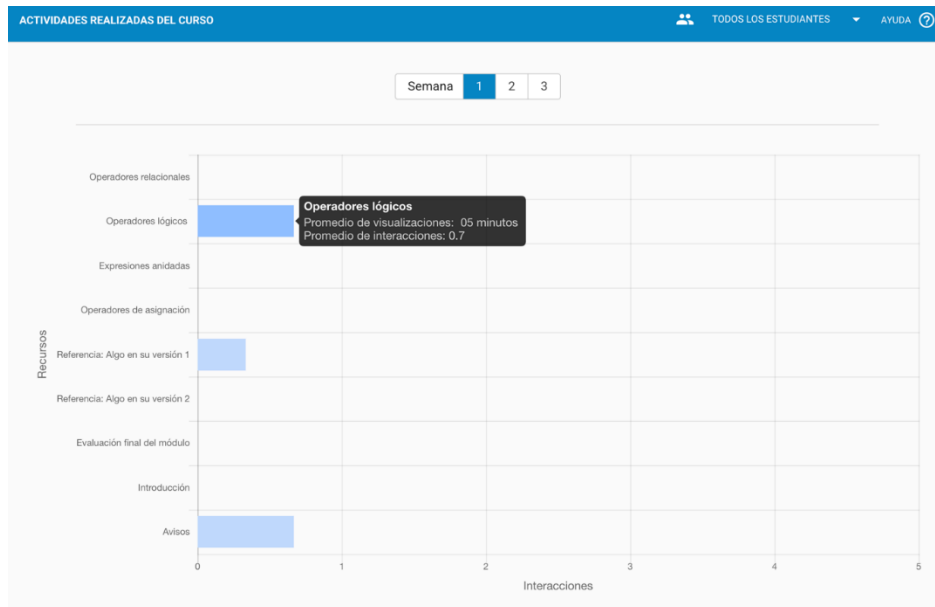 ACTIVIDADES REALIZADAS DEL CURSO
TODOS LOS ESTUDIANTES
AYUDA
Semana 1 2 3
Operadores relacionales
Operadores lógicos
Operadores lógicos
Promedio de visualizaciones: 05 minutos
Promedio de interacciones: 0.7
Expresiones anidadas
Operadores de asignación
Recursos
Referencia: Algo en su versión 1
Referencia: Algo en su versión 2
Evaluación final del módulo
Introducción
Avisos
0 1 2 3 4 5
Interacciones